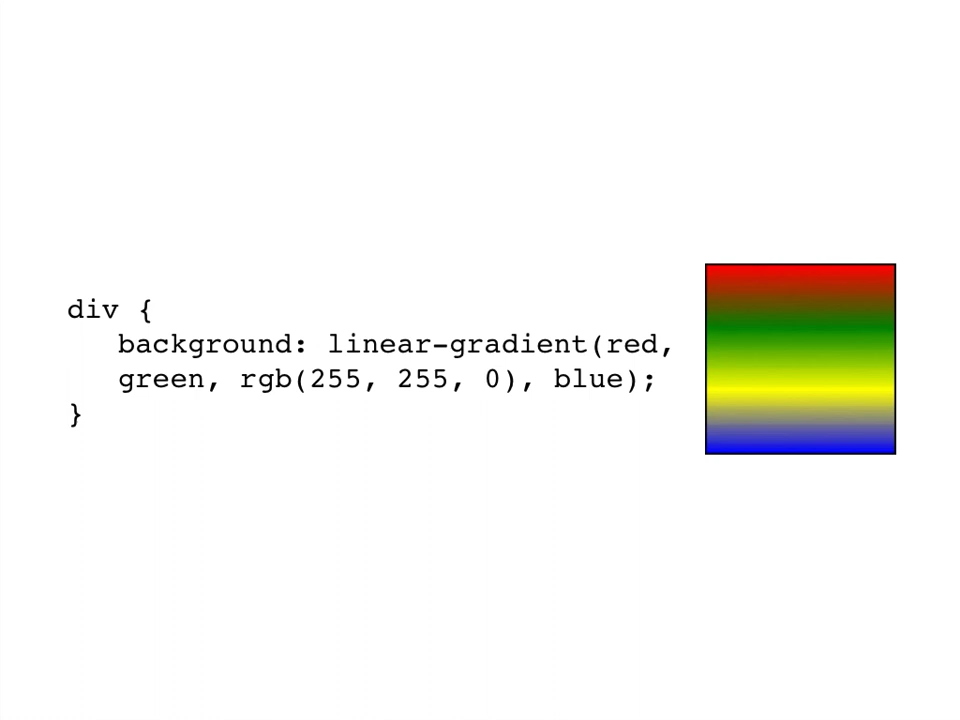 div {
background: linear-gradient(red,
green, rgb(255, 255, 0), blue);
}